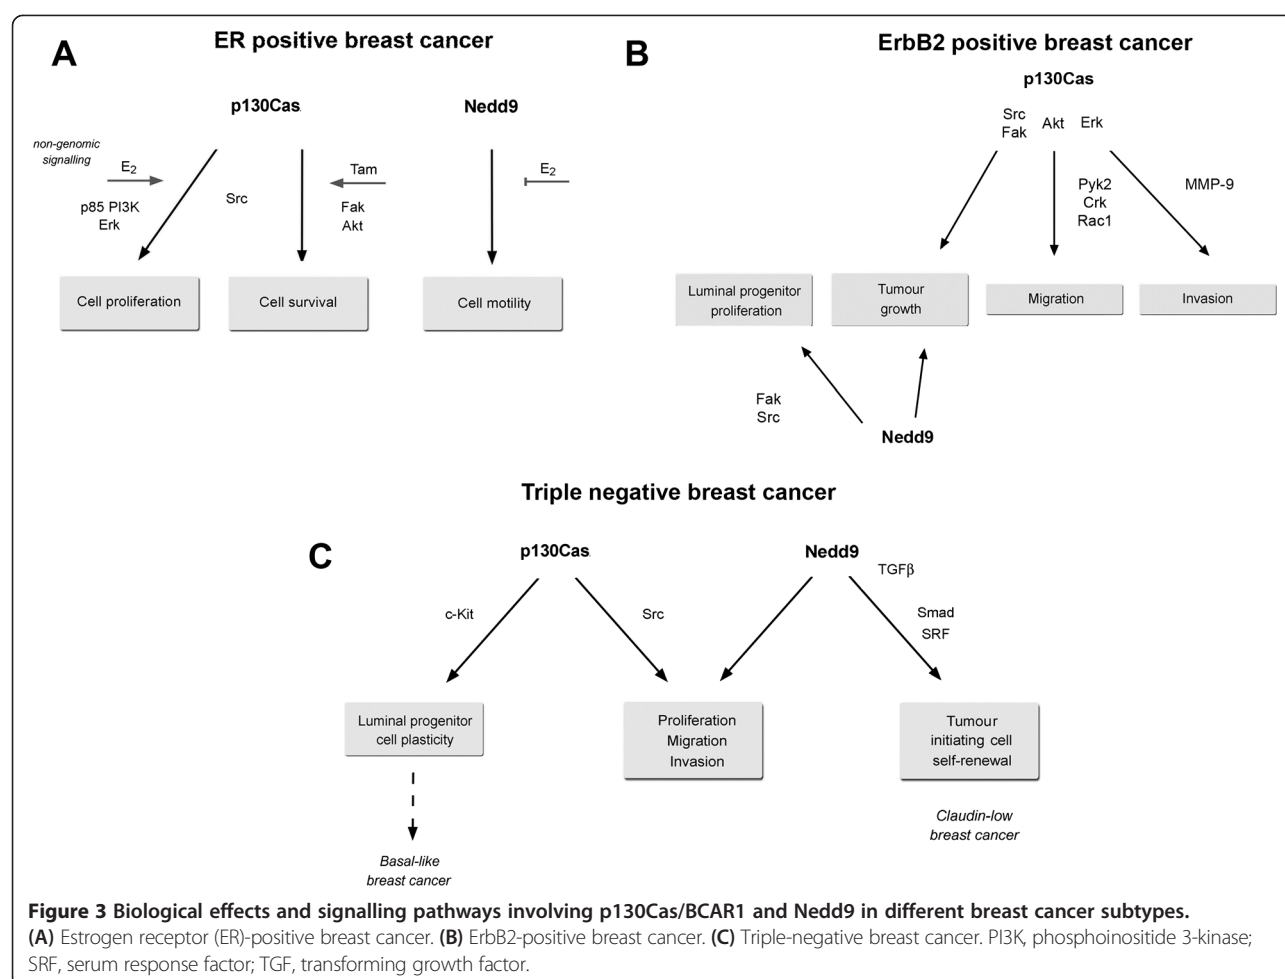 A
ER positive breast cancer
p130Cas
Nedd9
non-genomic
signalling
E2
p85 PI3K
Erk
Src
Tam
Fak
Akt
E2
Cell proliferation
Cell survival
Cell motility
B
ErbB2 positive breast cancer
p130Cas
Src
Fak
Akt
Erk
Pyk2
Crk
Rac1
MMP-9
Luminal progenitor
proliferation
Tumour
growth
Migration
Invasion
Fak
Src
Nedd9
Triple negative breast cancer
C
p130Cas
Nedd9
TGFβ
c-Kit
Src
Smad
SRF
Luminal progenitor
cell plasticity
Proliferation
Migration
Invasion
Tumour
initiating cell
self-renewal
Basal-like
breast cancer
Claudin-low
breast cancer
Figure 3 Biological effects and signalling pathways involving p130Cas/BCAR1 and Nedd9 in different breast cancer subtypes.
(A) Estrogen receptor (ER)-positive breast cancer. (B) ErbB2-positive breast cancer. (C) Triple-negative breast cancer. PI3K, phosphoinositide 3-kinase;
SRF, serum response factor; TGF, transforming growth factor.